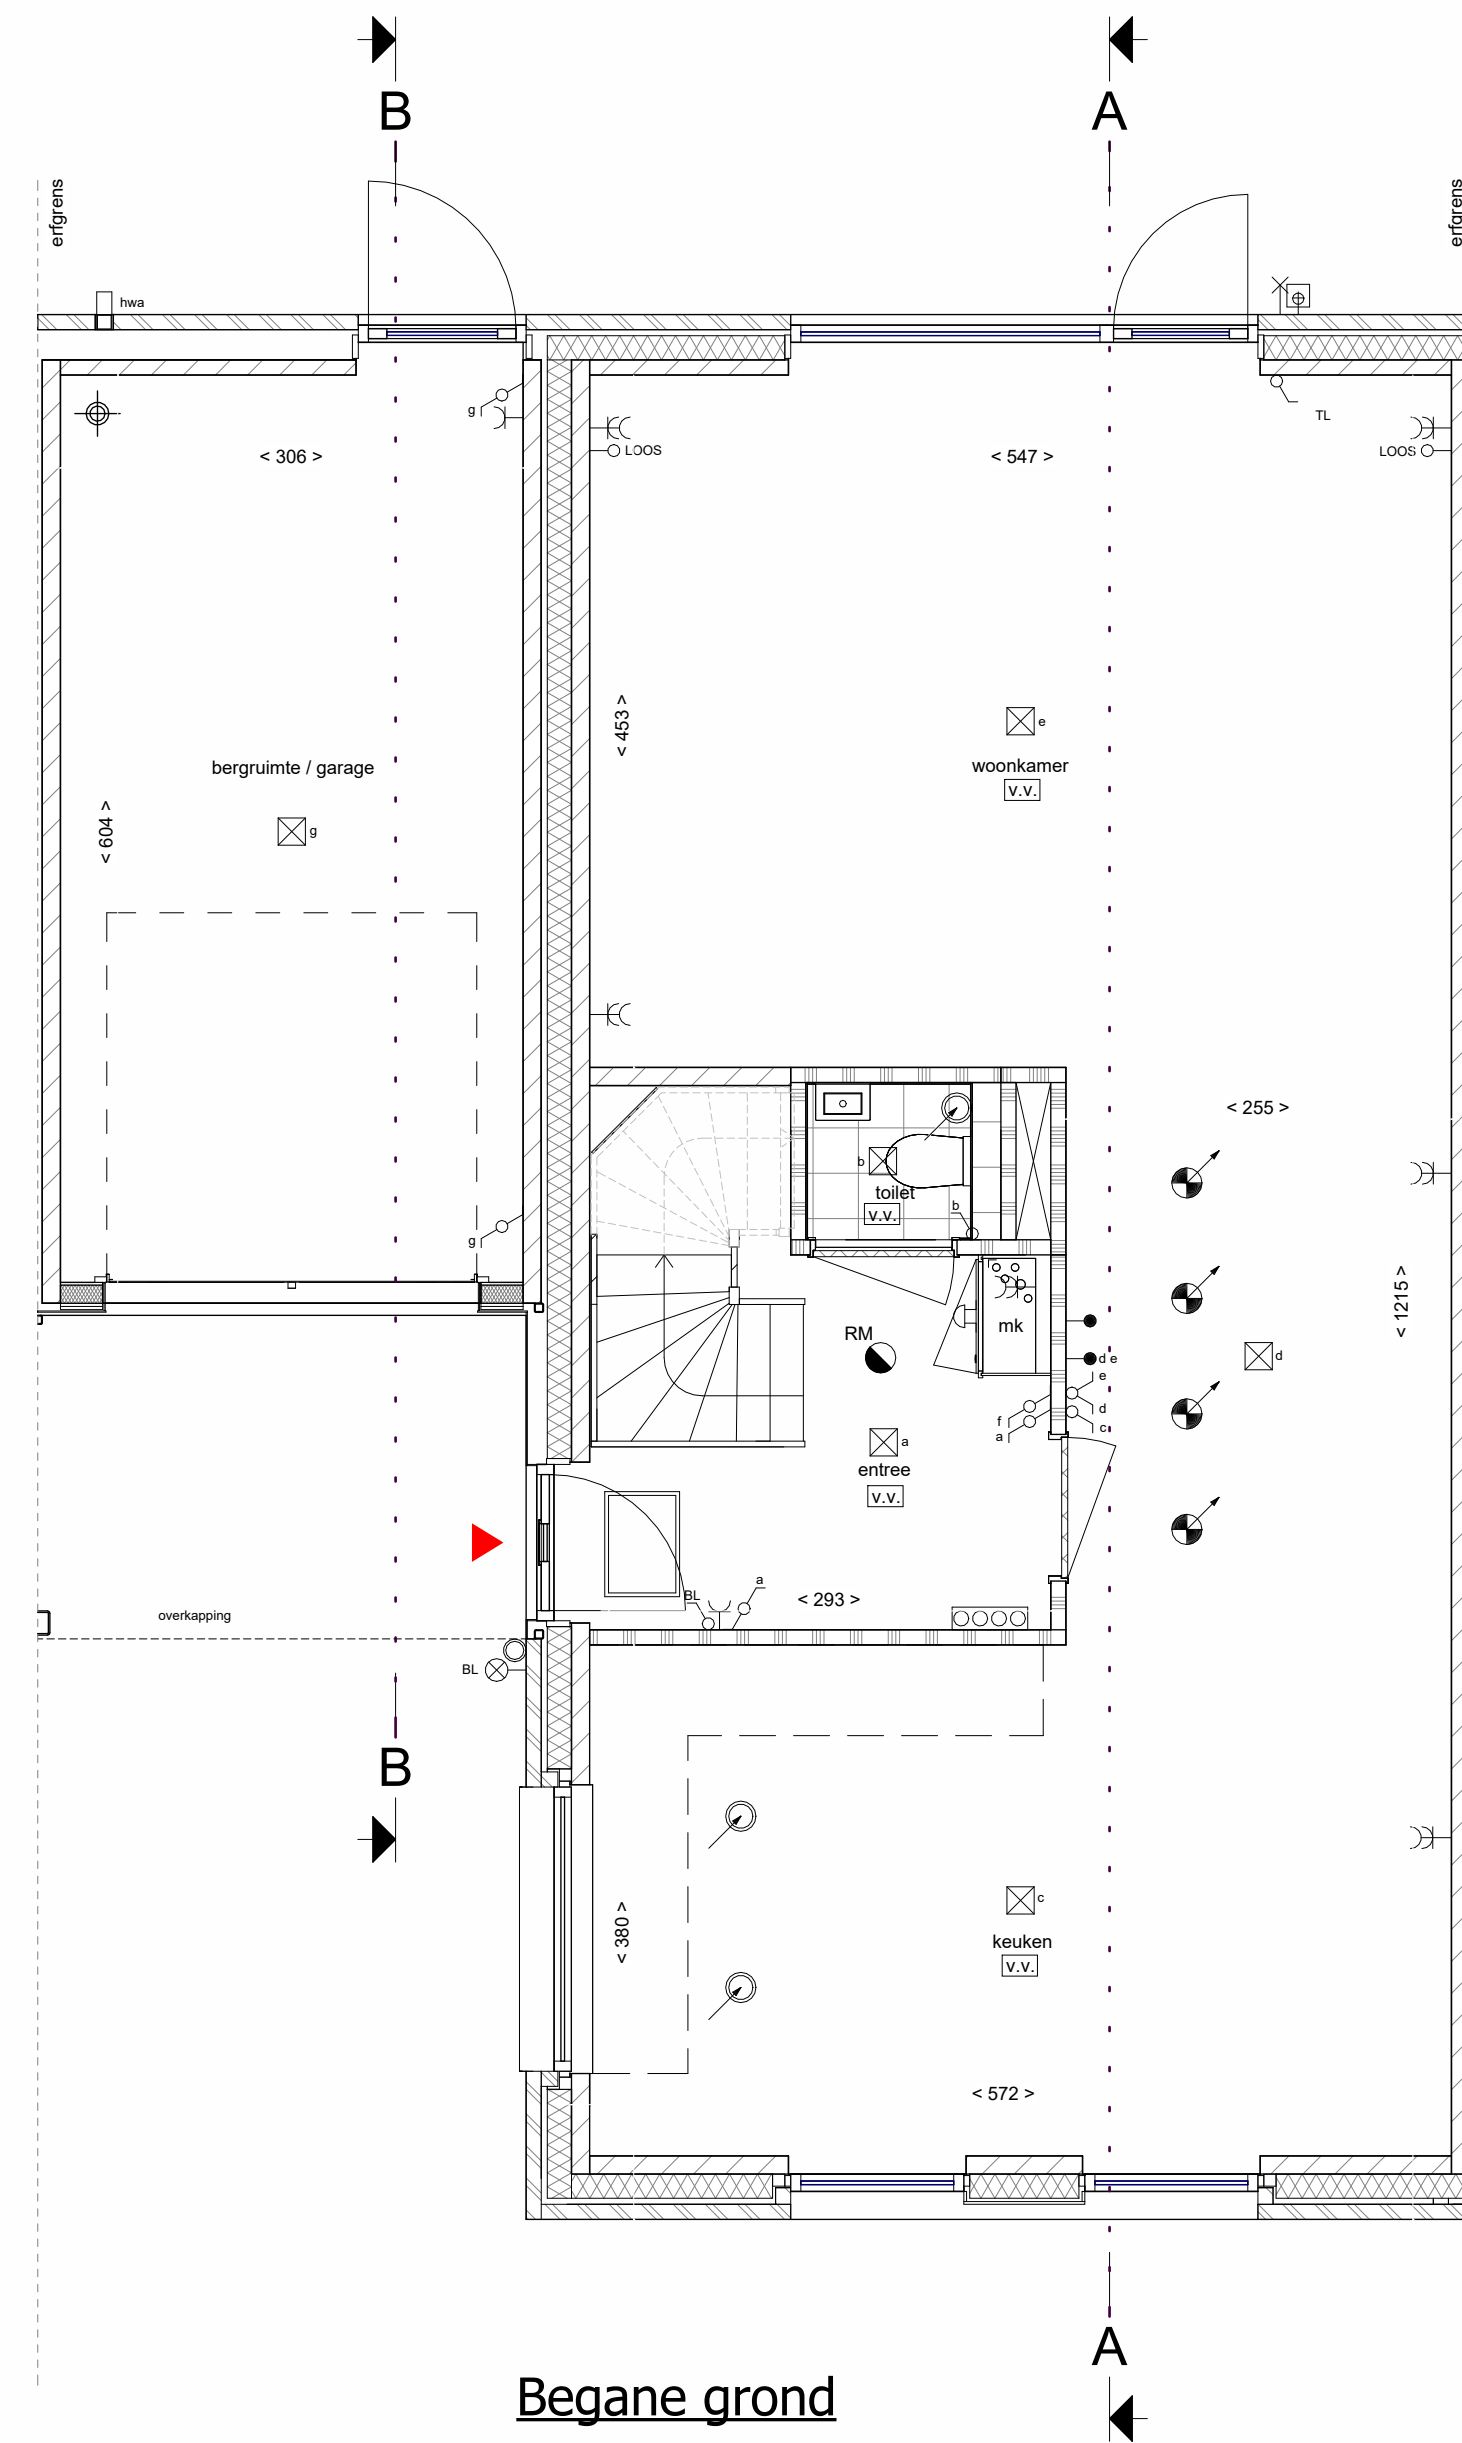 B
A
erfgrens
erfgrens
hwa
g
TL
LOOS
LOOS
< 306 >
< 547 >
< 453 >
e
woonkamer
v.v.
bergruimte / garage
< 604 >
g
< 255 >
b
toilet
v.v.
b
g
< 1215 >
mk
RM
d e
d
e
f
d
a
c
a
entree
v.v.
BL
a
< 293 >
overkapping
BL
B
c
< 380 >
keuken
v.v.
< 572 >
A
Begane grond